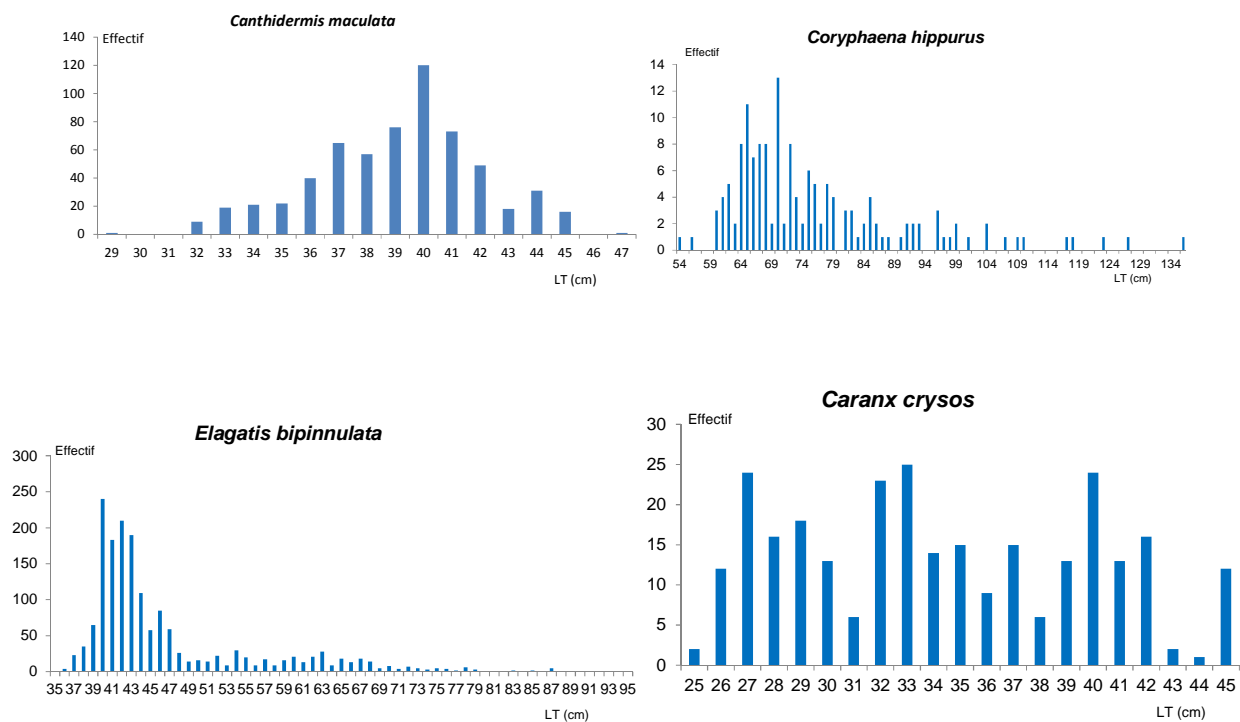 Canthidermis maculata
Effectif
140
120
100
80
60
40
20
0
29 30 31 32 33 34 35 36 37 38 39 40 41 42 43 44 45 46 47
LT (cm)
Coryphaena hippurus
Effectif
14
12
10
8
6
4
2
0
54 59 64 69 74 79 84 89 94 99 104 109 114 119 124 129 134
LT (cm)
Elagatis bipinnulata
Effectif
300
250
200
150
100
50
0
35 37 39 41 43 45 47 49 51 53 55 57 59 61 63 65 67 69 71 73 75 77 79 81 83 85 87 89 91 93 95
LT (cm)
Caranx crysos
Effectif
30
25
20
15
10
5
0
25 26 27 28 29 30 31 32 33 34 35 36 37 38 39 40 41 42 43 44 45
LT (cm)